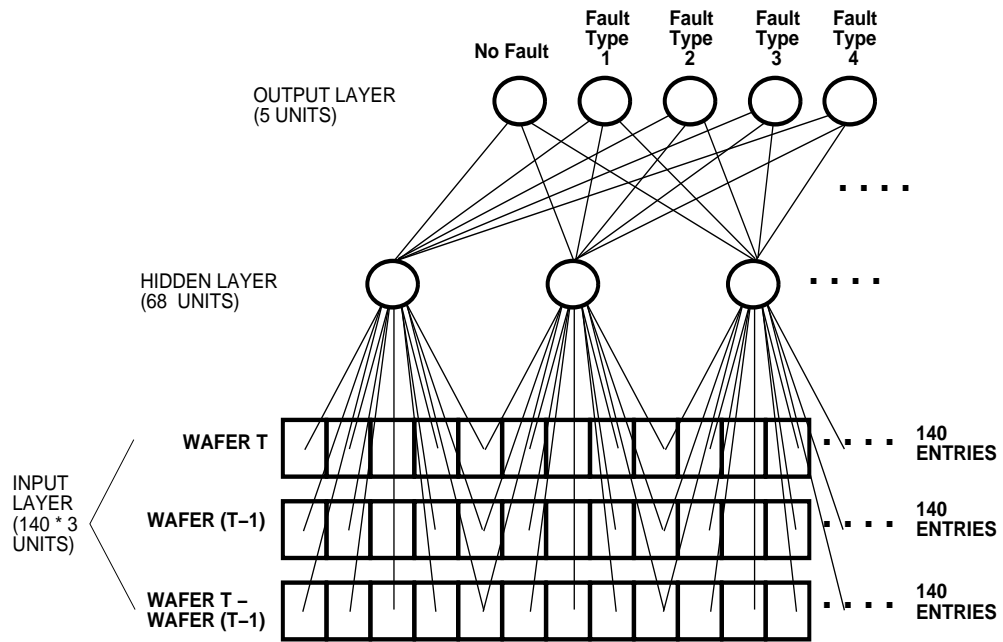 No Fault
Fault
Type
1
Fault
Type
2
Fault
Type
3
Fault
Type
4
OUTPUT LAYER
(5 UNITS)
HIDDEN LAYER
(68 UNITS)
INPUT
LAYER
(140 * 3
UNITS)
WAFER T
140
ENTRIES
WAFER (T−1)
140
ENTRIES
WAFER T −
WAFER (T−1)
140
ENTRIES